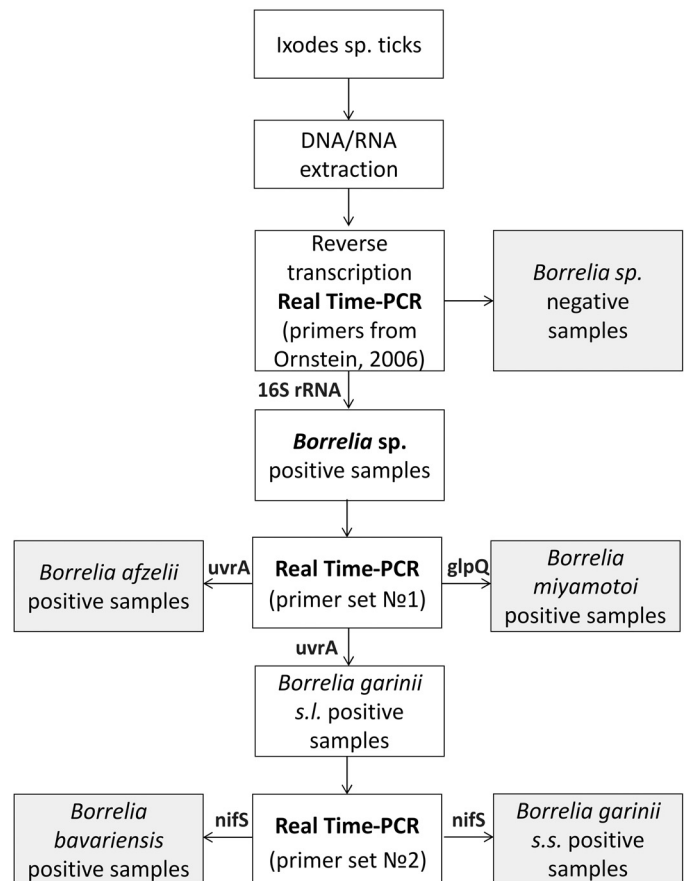 Ixodes sp. ticks
DNA/RNA
extraction
Reverse
transcription
Real Time-PCR
(primers from
Ornstein, 2006)
Borrelia sp.
negative
samples
16S rRNA
Borrelia sp.
positive samples
Borrelia afzelii
positive samples
uvrA
Real Time-PCR
(primer set №1)
glpQ
Borrelia
miyamotoi
positive samples
uvrA
Borrelia garinii
s.l. positive
samples
Borrelia
bavariensis
positive samples
nifS
Real Time-PCR
(primer set №2)
nifS
Borrelia garinii
s.s. positive
samples